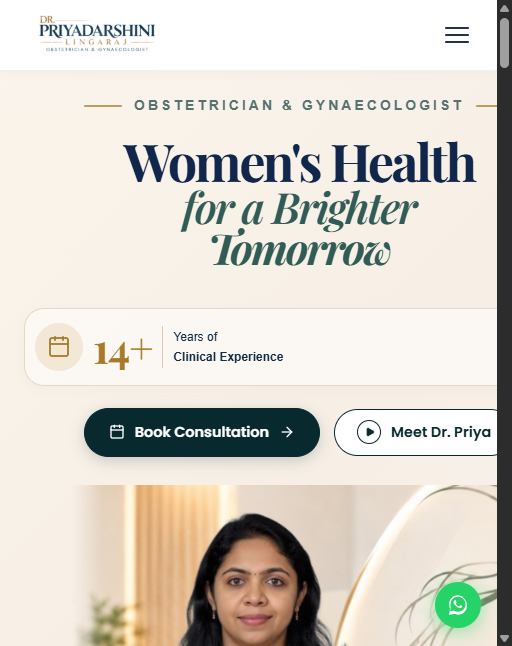 DR.
PRIYADARSHINI
LINGARAJ
OBSTETRICIAN & GYNAECOLOGIST
OBSTETRICIAN & GYNAECOLOGIST
Women's Health
for a Brighter
Tomorrow
14+
Years of
Clinical Experience
Book Consultation
Meet Dr. Priya